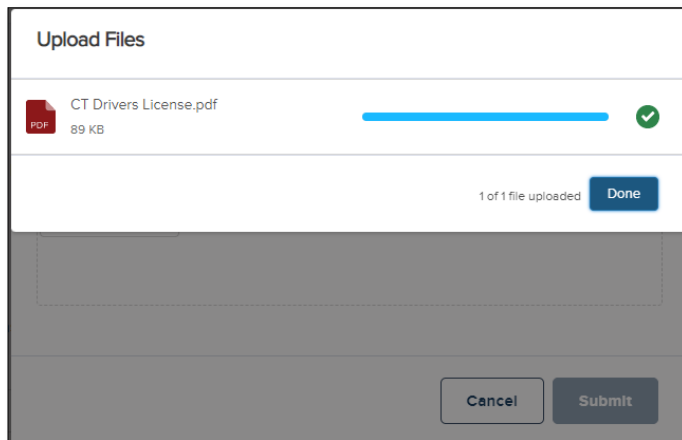 Upload Files
CT Drivers License.pdf
PDF
89 KB
1 of 1 file uploaded
Done
Cancel
Submit